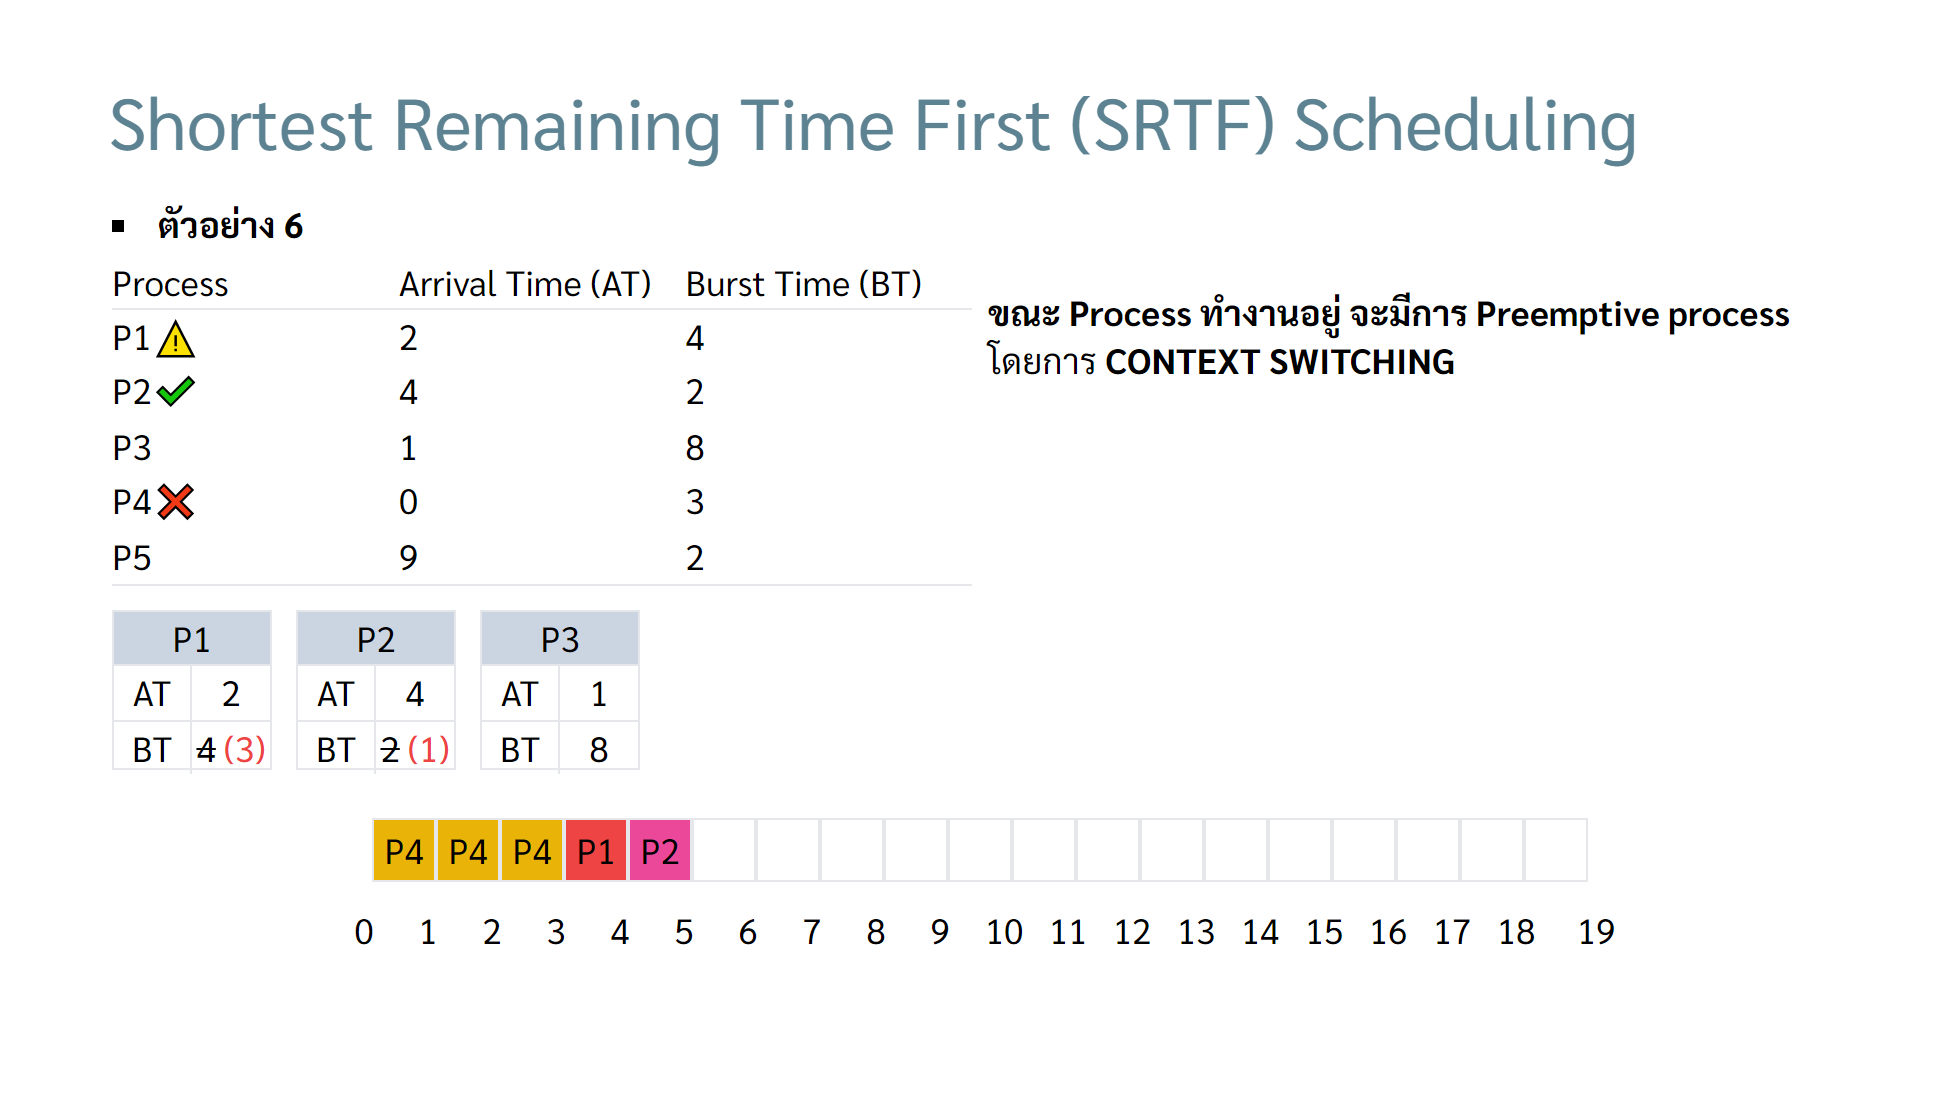 Shortest Remaining Time First (SRTF) Scheduling
▪ ตัวอย่าง 6
Process Arrival Time (AT) Burst Time (BT)
P1 2 4
P2 4 2
P3 1 8
P4 0 3
P5 9 2
ขณะ Process ทำงานอยู่ จะมีการ Preemptive process
โดยการ CONTEXT SWITCHING
P1 P2 P3
AT 2 AT 4 AT 1
BT 4 (3) BT 2 (1) BT 8
P4 P4 P4 P1 P2
0 1 2 3 4 5 6 7 8 9 10 11 12 13 14 15 16 17 18 19